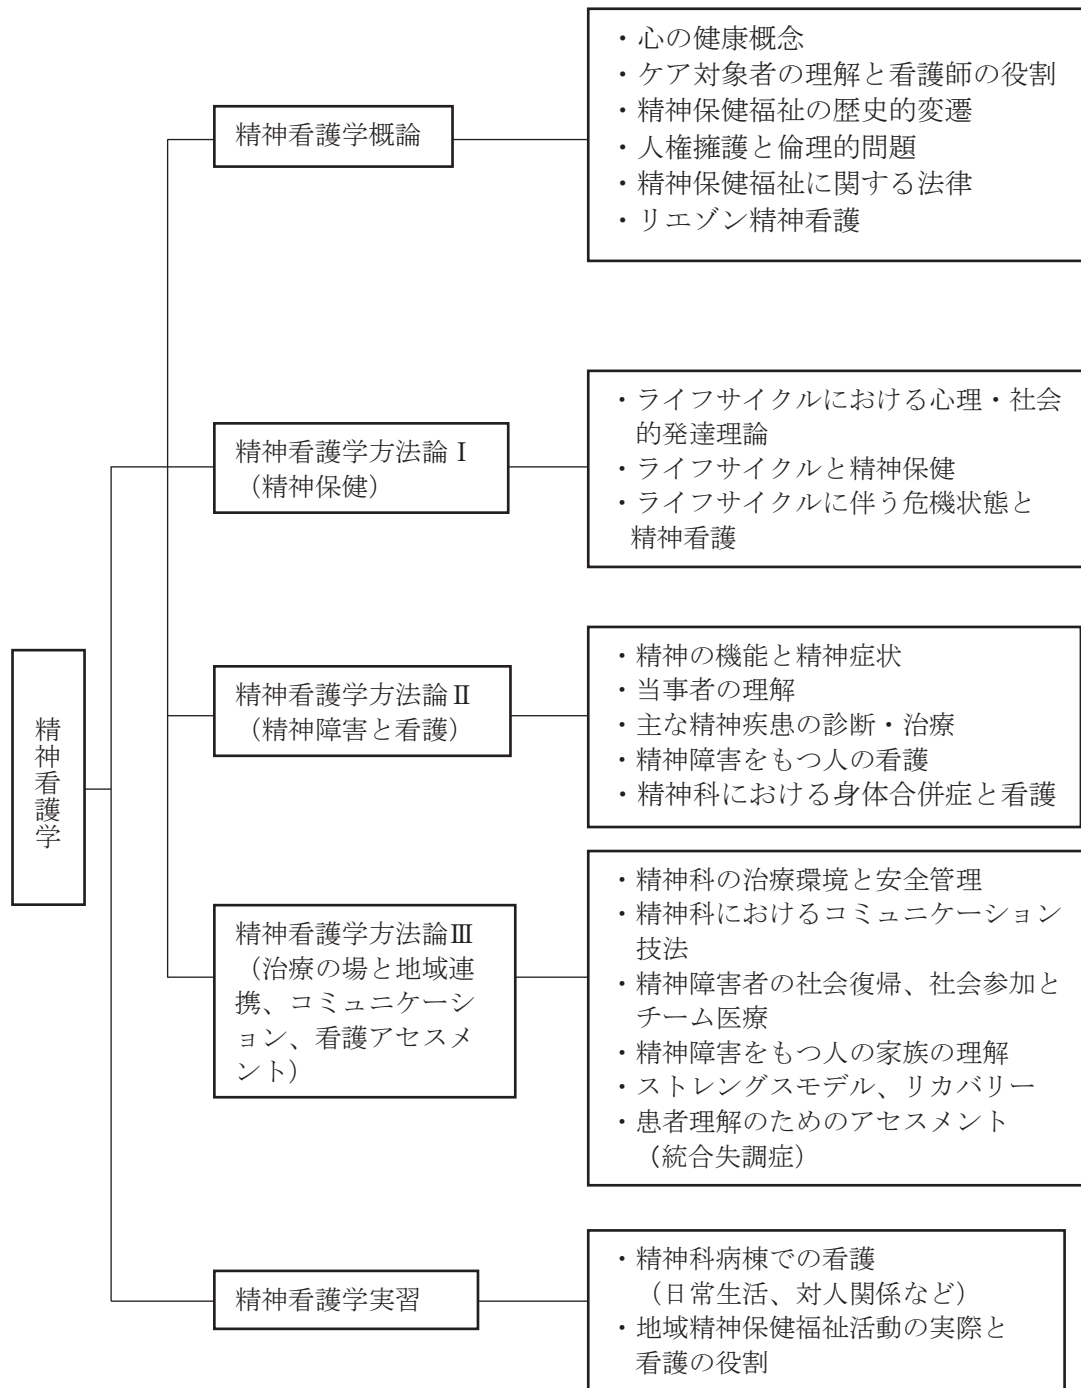 精神看護学
精神看護学概論
・心の健康概念
・ケア対象者の理解と看護師の役割
・精神保健福祉の歴史的変遷
・人権擁護と倫理的問題
・精神保健福祉に関する法律
・リエゾン精神看護
精神看護学方法論Ⅰ
（精神保健）
・ライフサイクルにおける心理・社会
的発達理論
・ライフサイクルと精神保健
・ライフサイクルに伴う危機状態と
精神看護
精神看護学方法論Ⅱ
（精神障害と看護）
・精神の機能と精神症状
・当事者の理解
・主な精神疾患の診断・治療
・精神障害をもつ人の看護
・精神科における身体合併症と看護
精神看護学方法論Ⅲ
（治療の場と地域連
携、コミュニケーシ
ョン、看護アセスメ
ント）
・精神科の治療環境と安全管理
・精神科におけるコミュニケーション
技法
・精神障害者の社会復帰、社会参加と
チーム医療
・精神障害をもつ人の家族の理解
・ストレングスモデル、リカバリー
・患者理解のためのアセスメント
（統合失調症）
精神看護学実習
・精神科病棟での看護
（日常生活、対人関係など）
・地域精神保健福祉活動の実際と
看護の役割